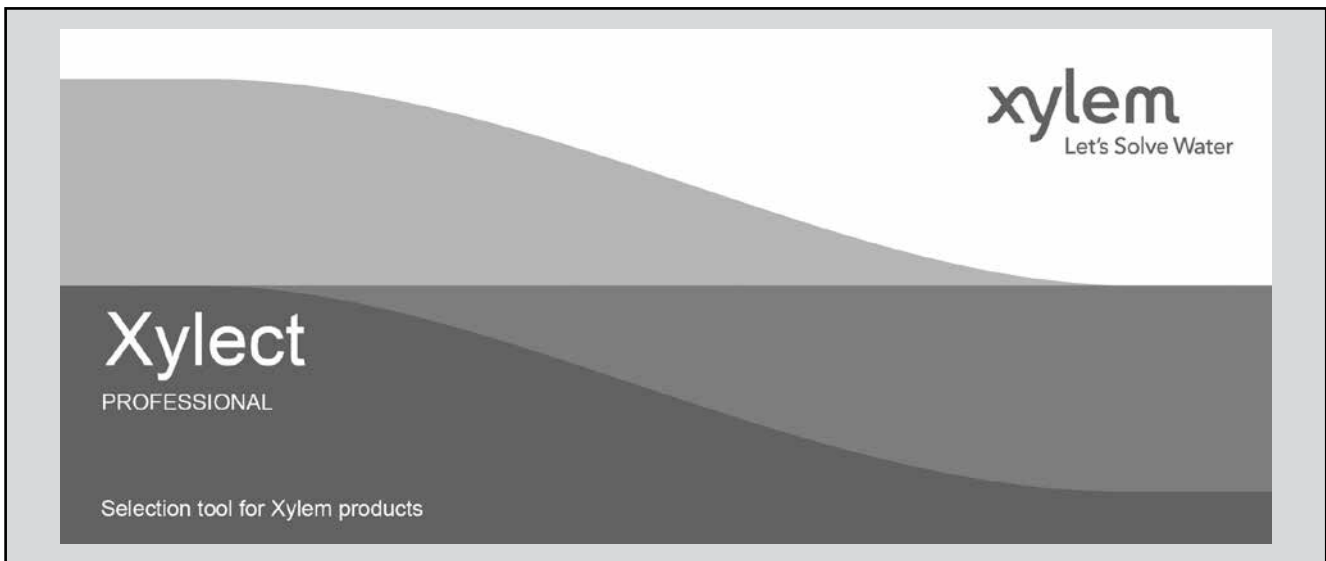 xylem
Let's Solve Water
Xylect
PROFESSIONAL
Selection tool for Xylem products